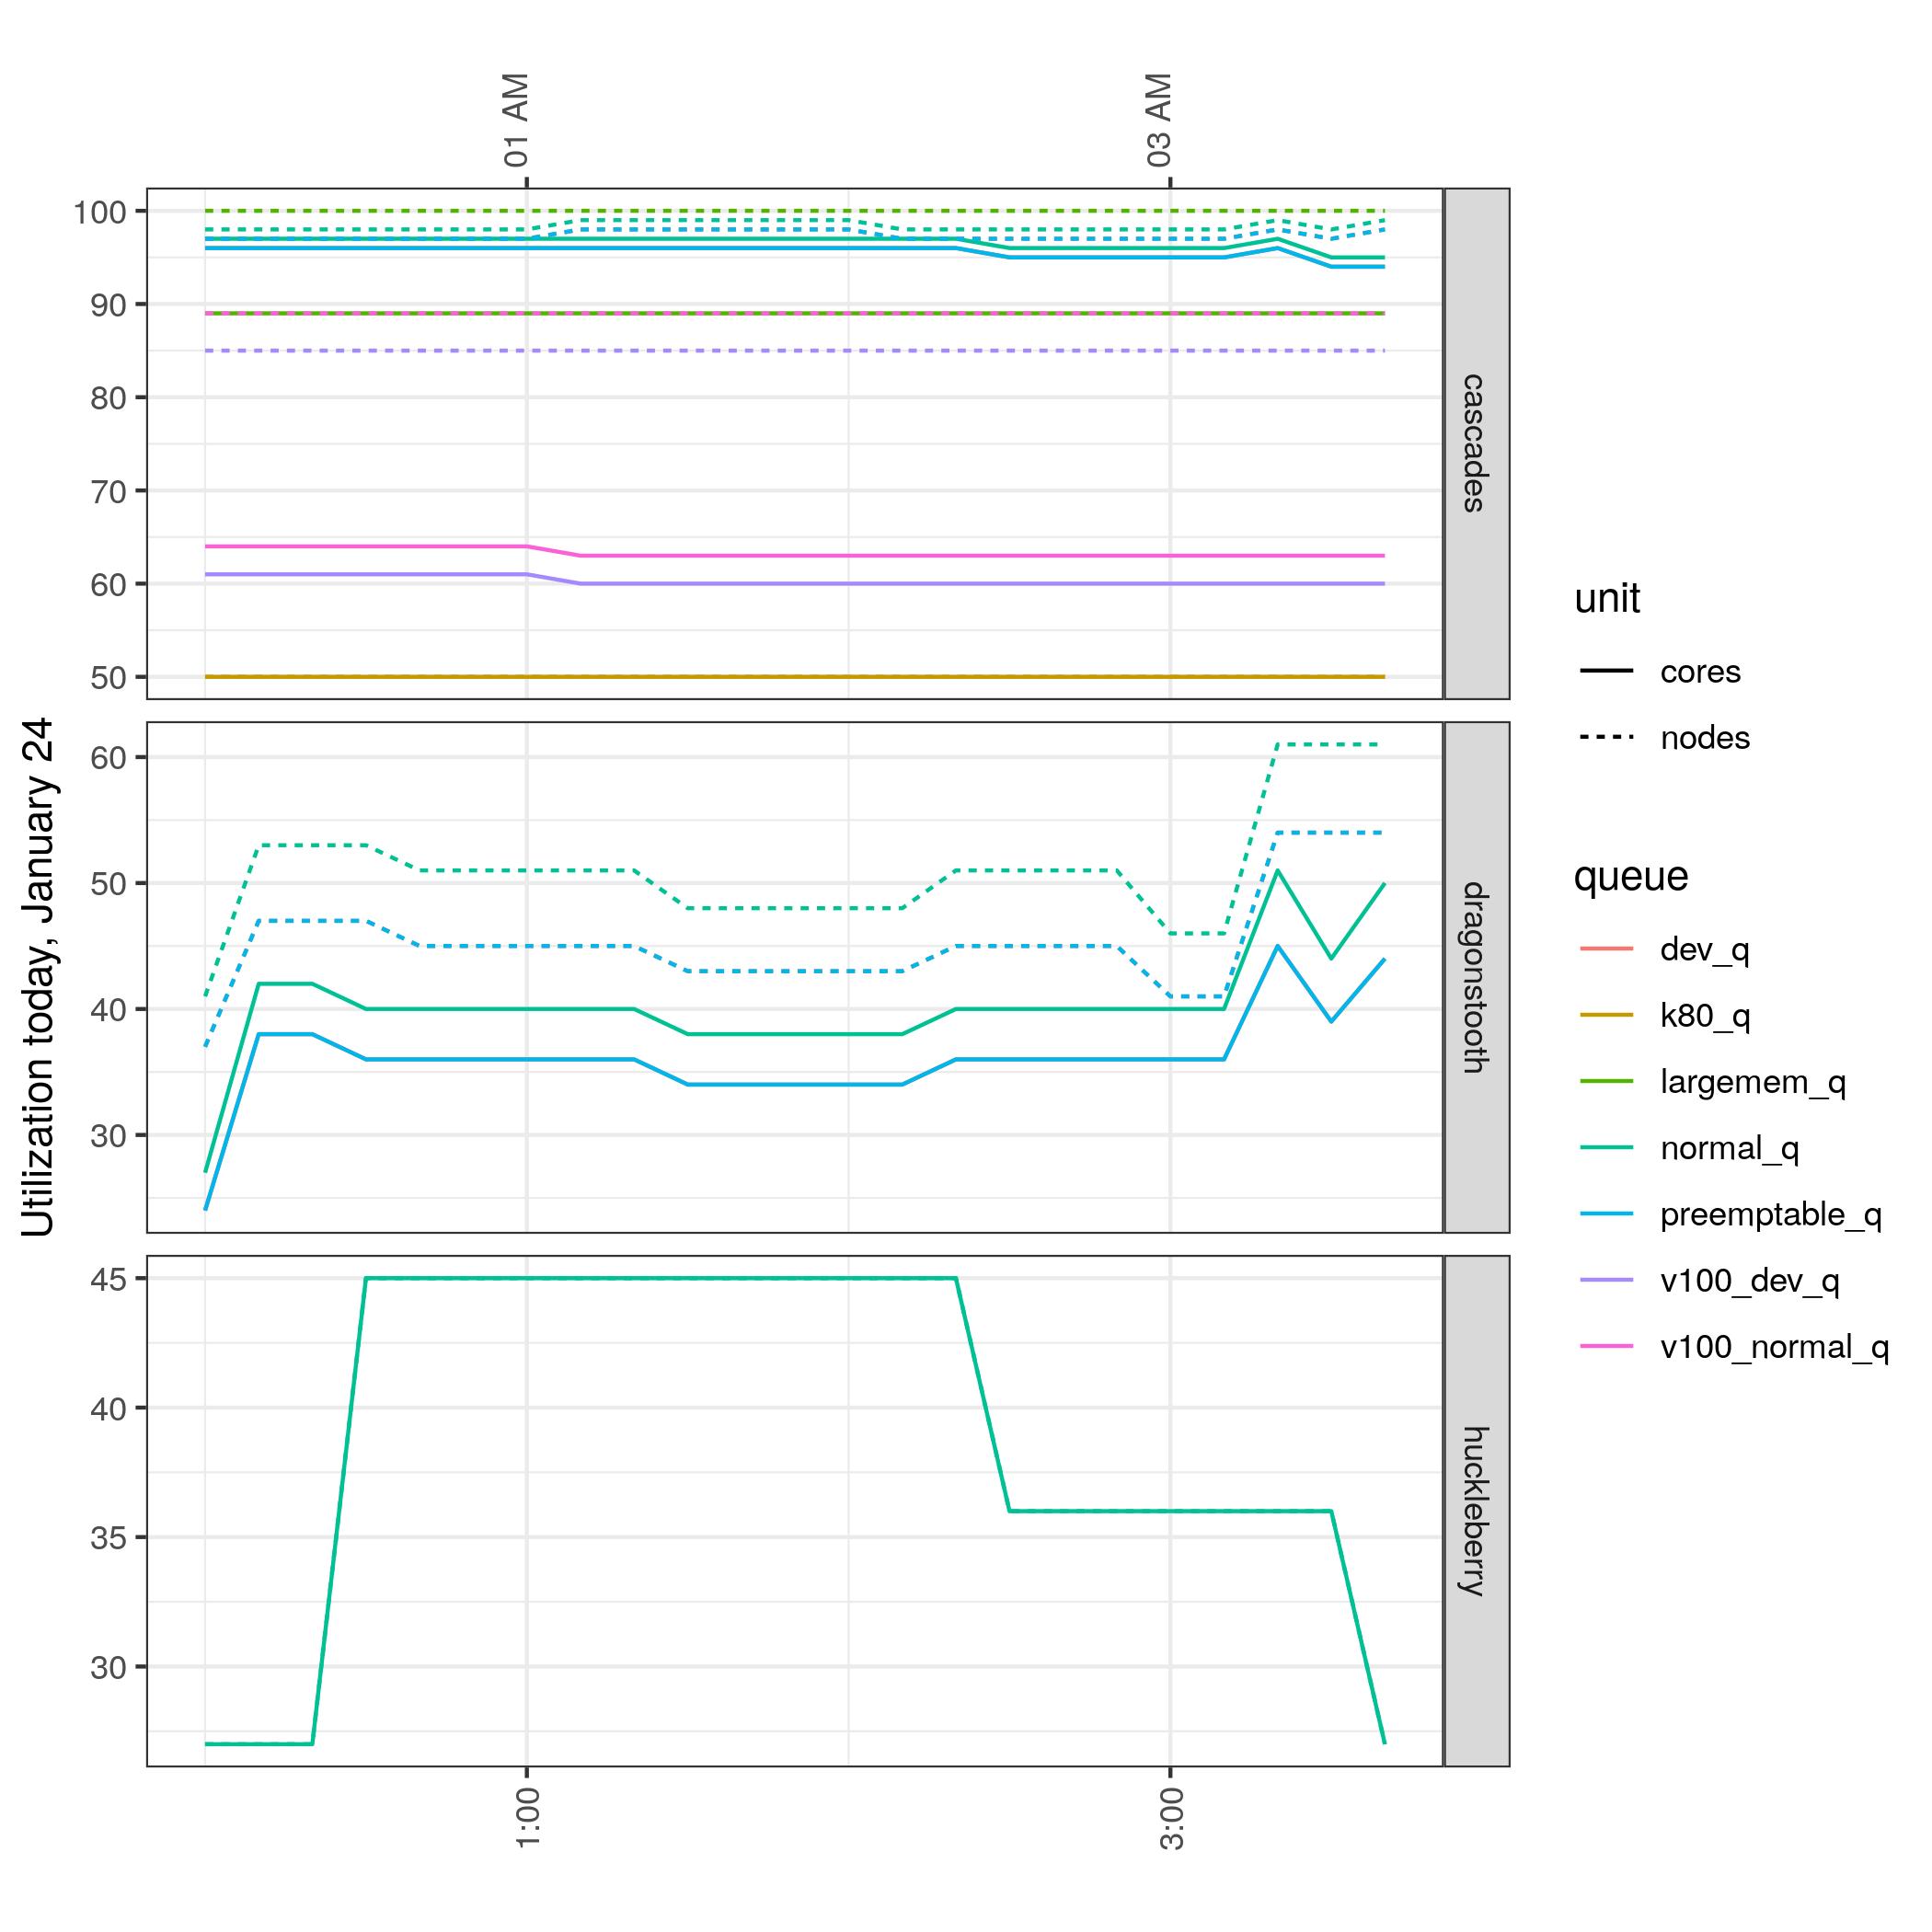 01 AM
03 AM
100
90
80
70
60
50
cascades
60
50
40
30
dragonstooth
45
40
35
30
huckleberry
1:00
3:00
Utilization today, January 24
unit
cores
nodes
queue
dev_q
k80_q
largemem_q
normal_q
preemptable_q
v100_dev_q
v100_normal_q